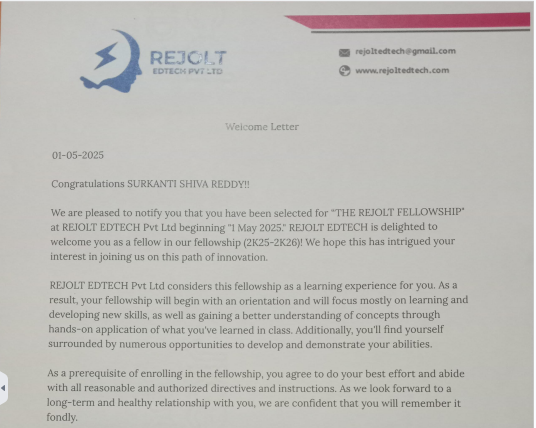 REJOLT
EDTECH PVT LTD
rejoltedtech@gmail.com
www.rejoltedtech.com
Welcome Letter
01-05-2025
Congratulations SURKANTI SHIVA REDDY!!
We are pleased to notify you that you have been selected for "THE REJOLT FELLOWSHIP"
at REJOLT EDTECH Pvt Ltd beginning "1 May 2025." REJOLT EDTECH is delighted to
welcome you as a fellow in our fellowship (2K25-2K26)! We hope this has intrigued your
interest in joining us on this path of innovation.
REJOLT EDTECH Pvt Ltd considers this fellowship as a learning experience for you. As a
result, your fellowship will begin with an orientation and will focus mostly on learning and
developing new skills, as well as gaining a better understanding of concepts through
hands-on application of what you've learned in class. Additionally, you'll find yourself
surrounded by numerous opportunities to develop and demonstrate your abilities.
As a prerequisite of enrolling in the fellowship, you agree to do your best effort and abide
with all reasonable and authorized directives and instructions. As we look forward to a
long-term and healthy relationship with you, we are confident that you will remember it
fondly.